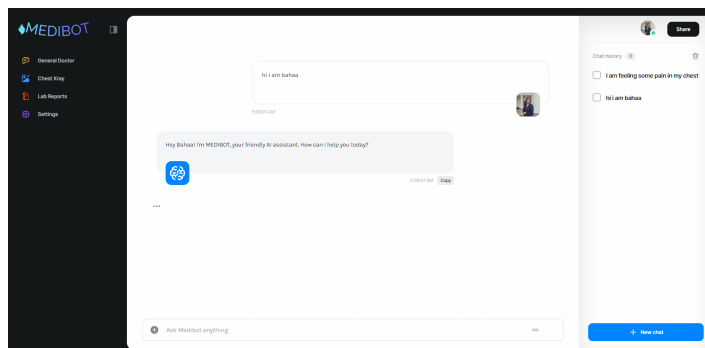 MEDIBOT
General Doctor
Chest Xray
Lab Reports
Settings
hi i am bahaa
5:09:01 AM
Hey Bahaa! I'm MEDIBOT, your friendly AI assistant. How can I help you today?
5:09:01 AM Copy
...
Ask Medibot anything
Share
Chat history
I am feeling some pain in my chest
hi i am bahaa
+ New chat